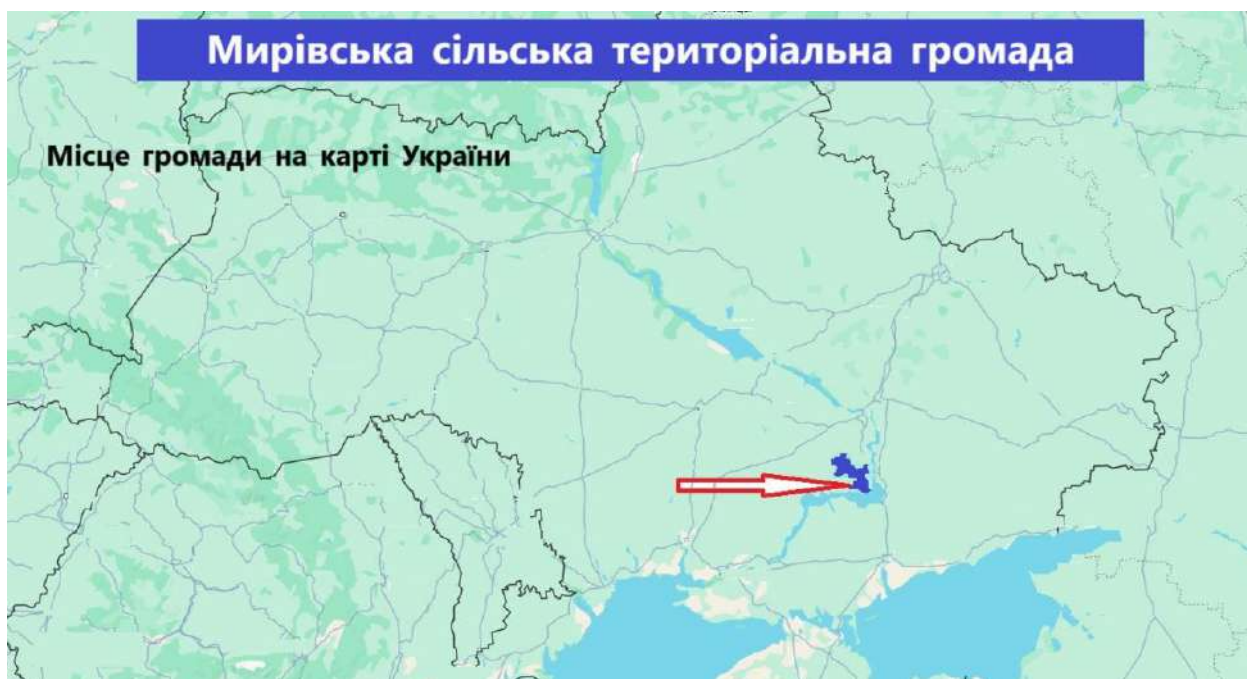 Мирівська сільська територіальна громада
Місце громади на карті України